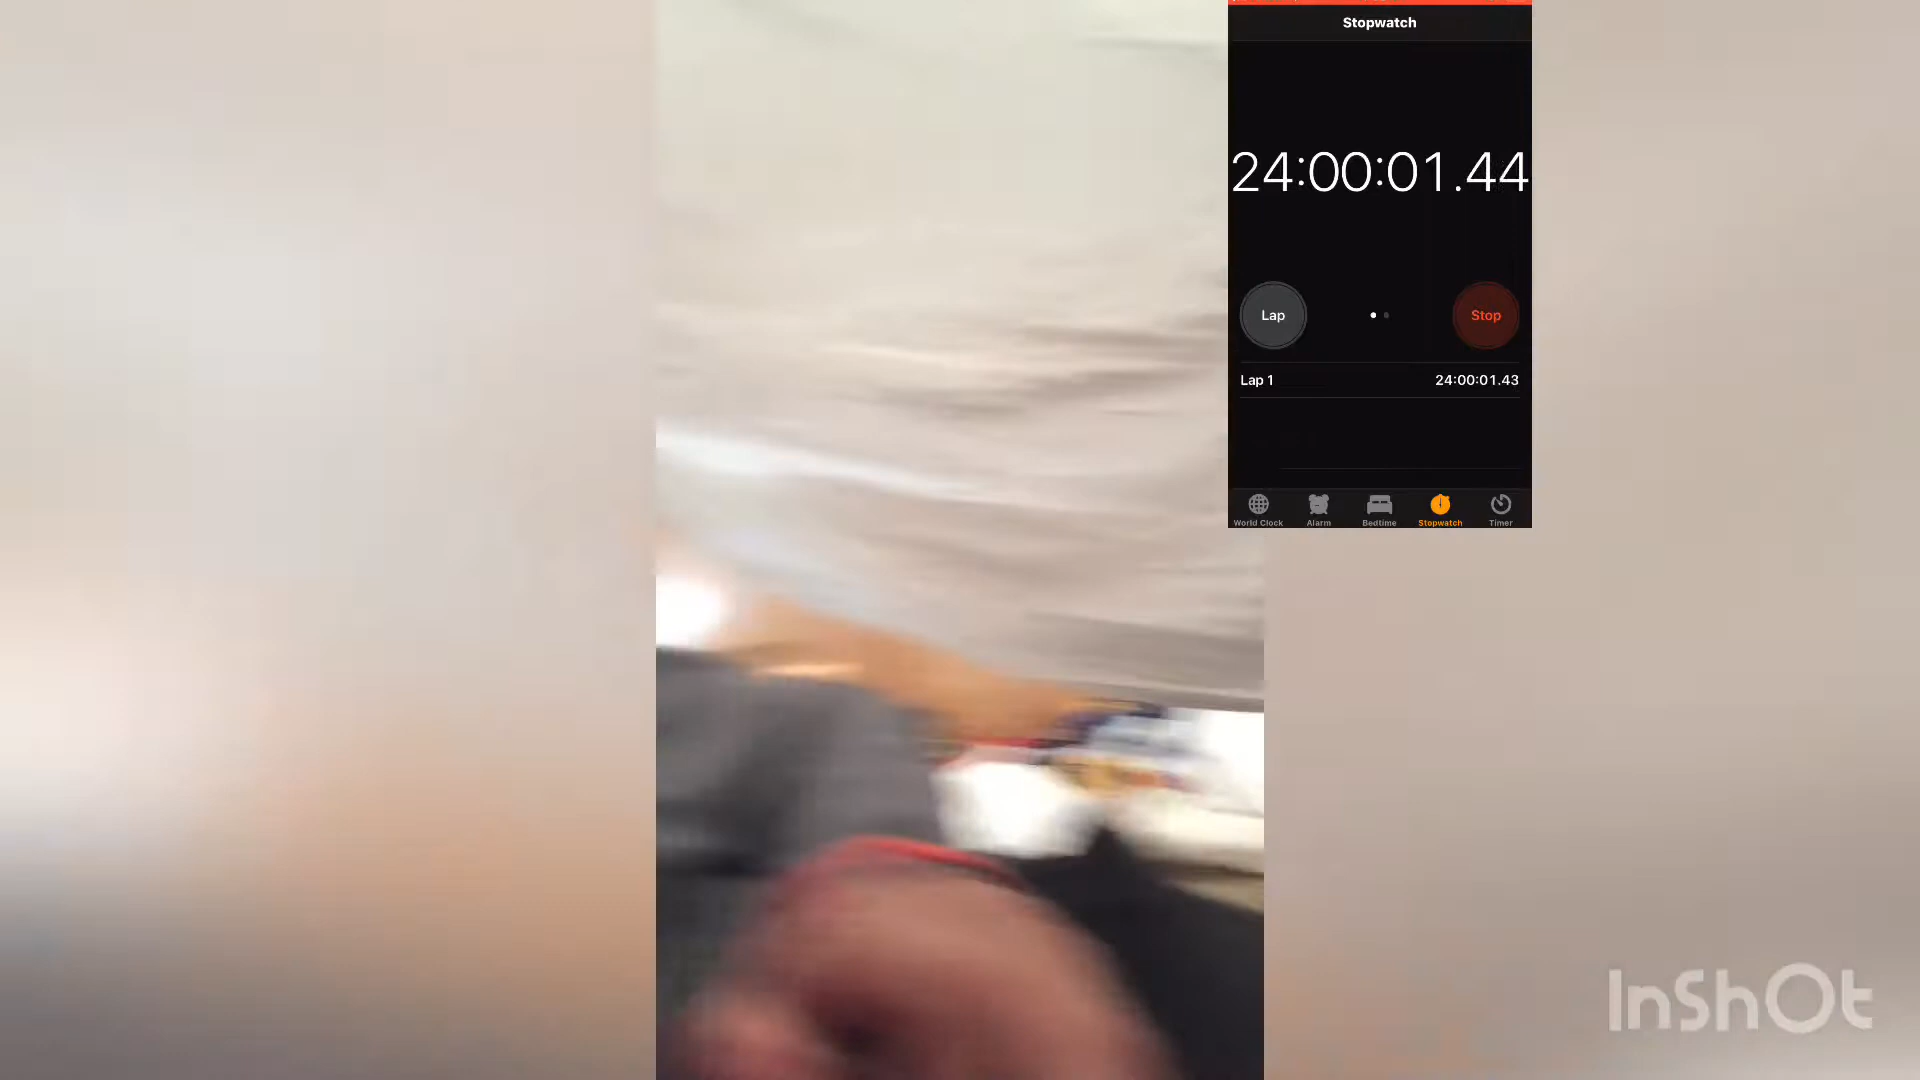 Stopwatch
24:00:01.44
Lap
Stop
Lap 1 24:00:01.43
World Clock Alarm Bedtime Stopwatch Timer
InShOt